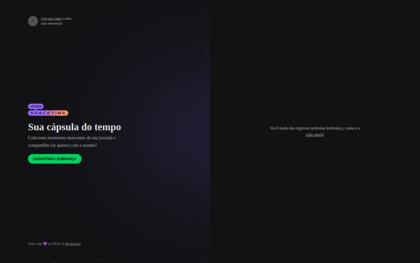 Crie sua conta e salve
suas memórias!
SPACETIME
Sua cápsula do tempo
Colecione momentos marcantes da sua jornada e
compartilhe (se quiser) com o mundo!
CADASTRAR LEMBRANÇA
Feito com 💜 no NLW da Rocketseat
Você ainda não registrou nenhuma lembrança, comece a
criar agora!